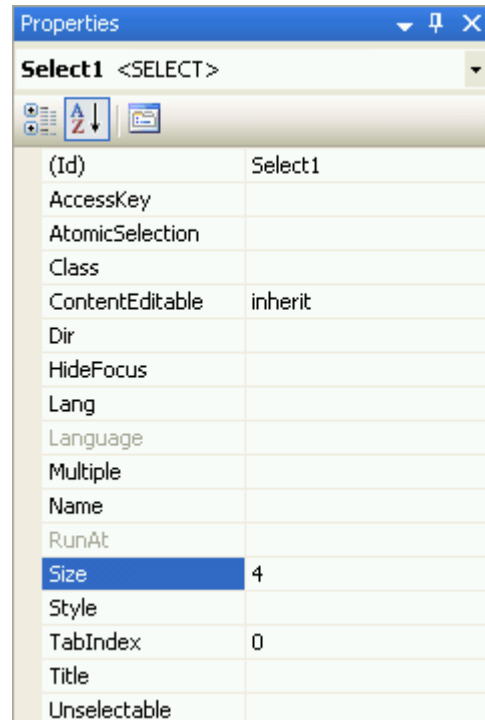 Properties
Select1 <SELECT>
(Id) Select1
AccessKey
AtomicSelection
Class
ContentEditable inherit
Dir
HideFocus
Lang
Language
Multiple
Name
RunAt
Size 4
Style
TabIndex 0
Title
Unselectable